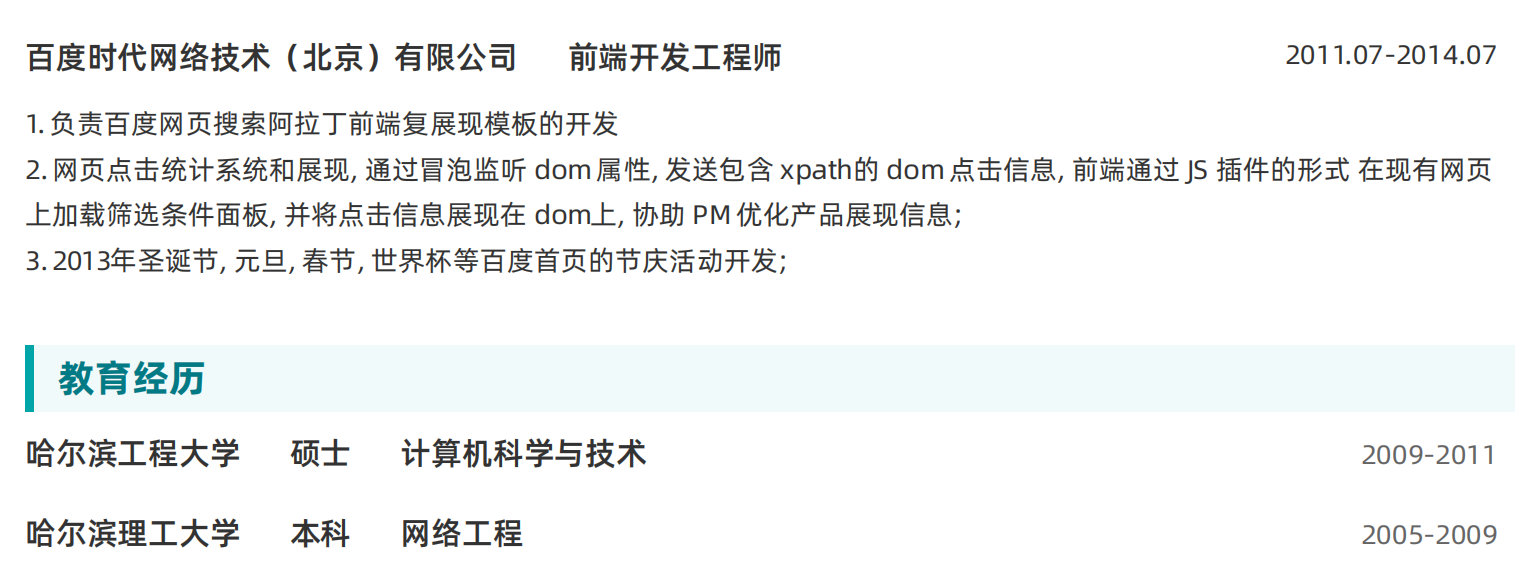 百度时代网络技术（北京）有限公司 前端开发工程师 2011.07-2014.07
1. 负责百度网页搜索阿拉丁前端复展现模板的开发
2. 网页点击统计系统和展现, 通过冒泡监听 dom 属性, 发送包含 xpath的 dom 点击信息, 前端通过 JS 插件的形式 在现有网页
上加载筛选条件面板, 并将点击信息展现在 dom上, 协助 PM 优化产品展现信息;
3. 2013年圣诞节, 元旦, 春节, 世界杯等百度首页的节庆活动开发;
教育经历
哈尔滨工程大学 硕士 计算机科学与技术 2009-2011
哈尔滨理工大学 本科 网络工程 2005-2009